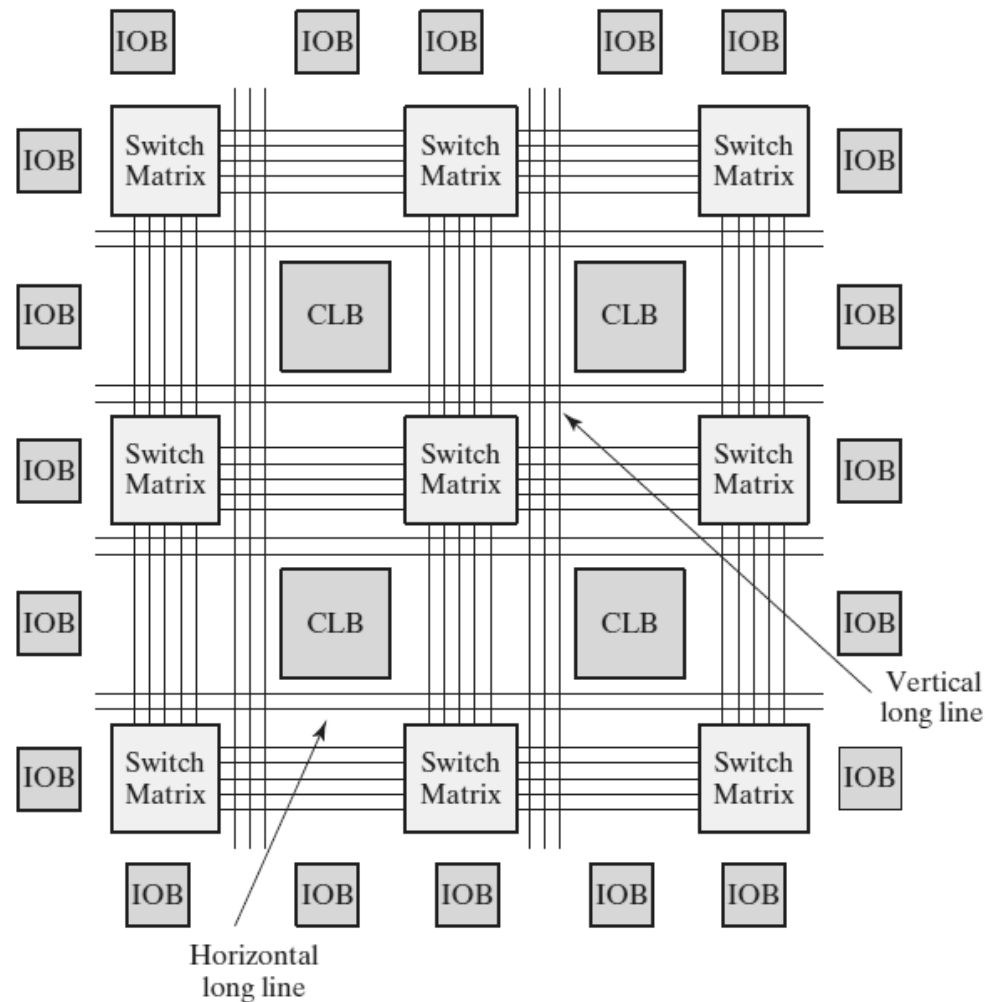 IOB
IOB
IOB
IOB
IOB
IOB
Switch
Matrix
Switch
Matrix
Switch
Matrix
IOB
IOB
CLB
CLB
IOB
IOB
Switch
Matrix
Switch
Matrix
Switch
Matrix
IOB
IOB
CLB
CLB
IOB
Vertical
long line
IOB
Switch
Matrix
Switch
Matrix
Switch
Matrix
IOB
IOB
IOB
IOB
IOB
IOB
Horizontal
long line